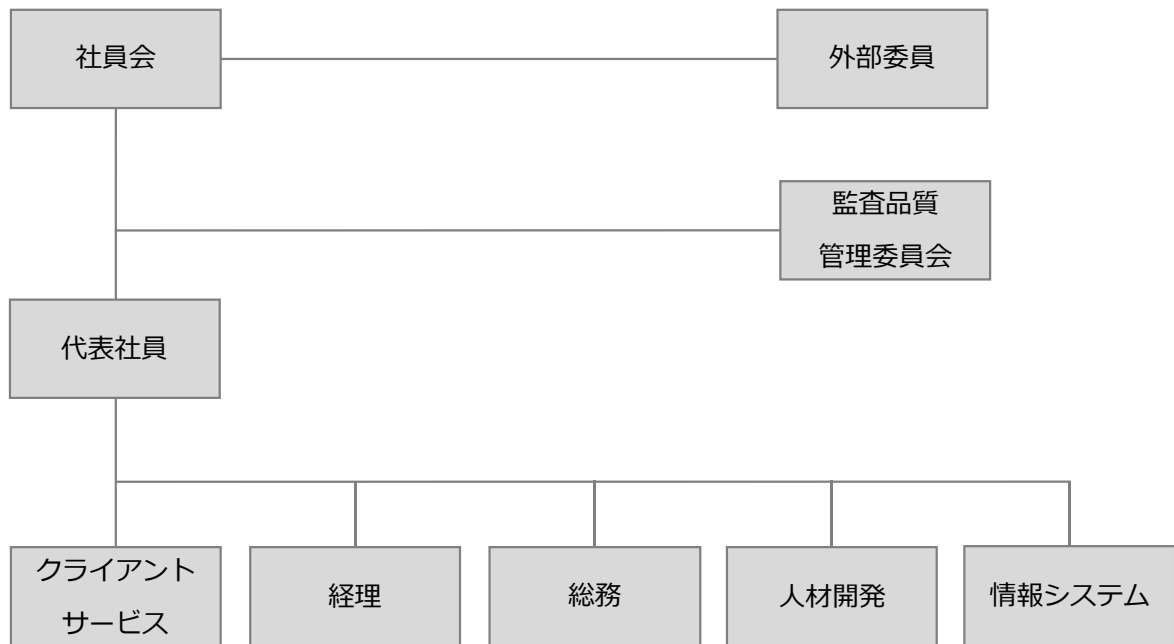 社員会
外部委員
監査品質
管理委員会
代表社員
クライアント
サービス
経理
総務
人材開発
情報システム